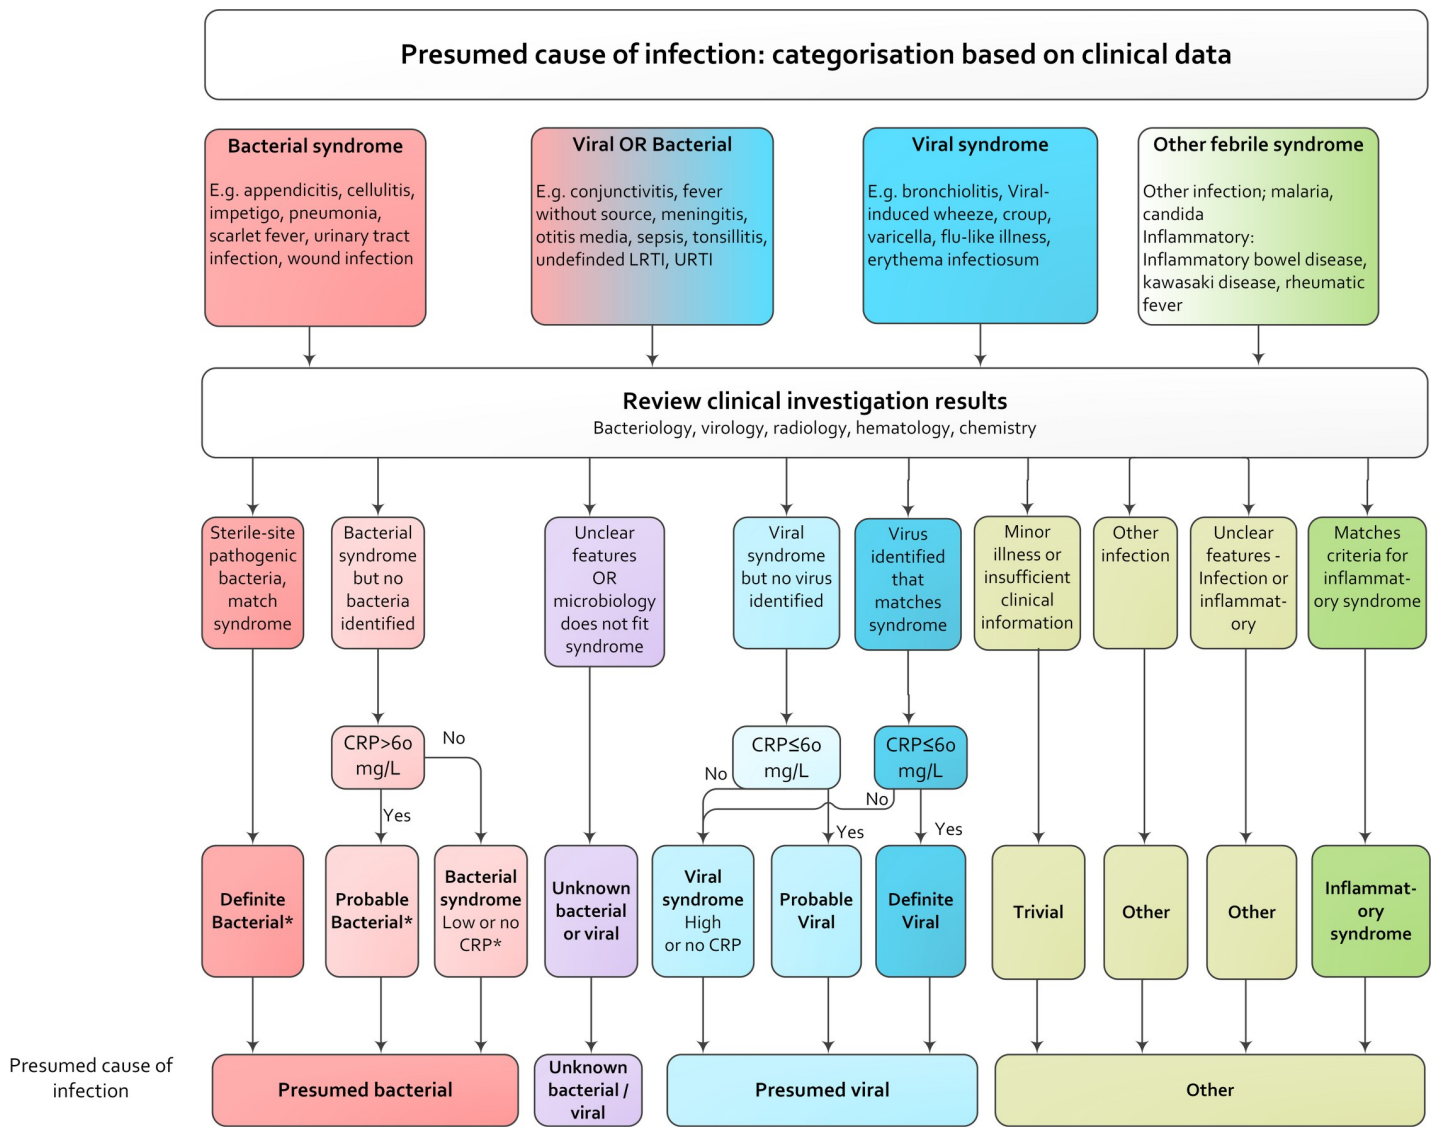 Presumed cause of infection: categorisation based on clinical data
Bacterial syndrome
E.g. appendicitis, cellulitis,
impetigo, pneumonia,
scarlet fever, urinary tract
infection, wound infection
Viral OR Bacterial
E.g. conjunctivitis, fever
without source, meningitis,
otitis media, sepsis, tonsillitis,
undefinded LRTI, URTI
Viral syndrome
E.g. bronchiolitis, Viral-
induced wheeze, croup,
varicella, flu-like illness,
erythema infectiosum
Other febrile syndrome
Other infection; malaria,
candida
Inflammatory:
Inflammatory bowel disease,
kawasaki disease, rheumatic
fever
Review clinical investigation results
Bacteriology, virology, radiology, hematology, chemistry
Sterile-site
pathogenic
bacteria,
match
syndrome
Bacterial
syndrome
but no
bacteria
identified
Unclear
features
OR
microbiology
does not fit
syndrome
Viral
syndrome
but no virus
identified
Virus
identified
that
matches
syndrome
Minor
illness or
insufficient
clinical
information
Other
infection
Unclear
features -
Infection or
inflammat-
ory
Matches
criteria for
inflammat-
ory syndrome
CRP>60
mg/L
No
Yes
CRP≤60
mg/L
No
Yes
CRP≤60
mg/L
No
Yes
Definite
Bacterial*
Probable
Bacterial*
Bacterial
syndrome
Low or no
CRP*
Unknown
bacterial
or viral
Viral
syndrome
High
or no CRP
Probable
Viral
Definite
Viral
Trivial
Other
Other
Inflammat-
ory
syndrome
Presumed cause of
infection
Presumed bacterial
Unknown
bacterial /
viral
Presumed viral
Other